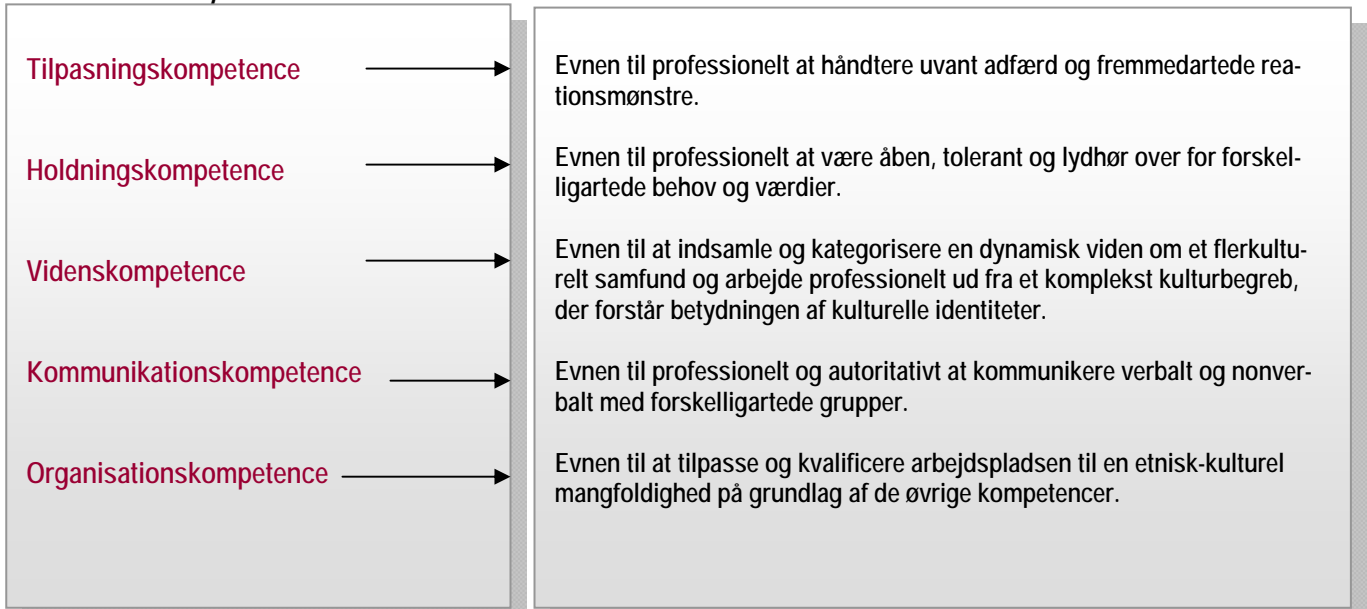 Tilpasningskompetence
Evnen til professionelt at håndtere uvant adfærd og fremmedartede rea-
tionsmønstre.
Holdningskompetence
Evnen til professionelt at være åben, tolerant og lydhør over for forskel-
ligartede behov og værdier.
Videnskompetence
Evnen til at indsamle og kategorisere en dynamisk viden om et flerkultu-
relt samfund og arbejde professionelt ud fra et komplekst kulturbegreb,
der forstår betydningen af kulturelle identiteter.
Kommunikationskompetence
Evnen til professionelt og autoritativt at kommunikere verbalt og nonver-
balt med forskelligartede grupper.
Organisationskompetence
Evnen til at tilpasse og kvalificere arbejdspladsen til en etnisk-kulturel
mangfoldighed på grundlag af de øvrige kompetencer.